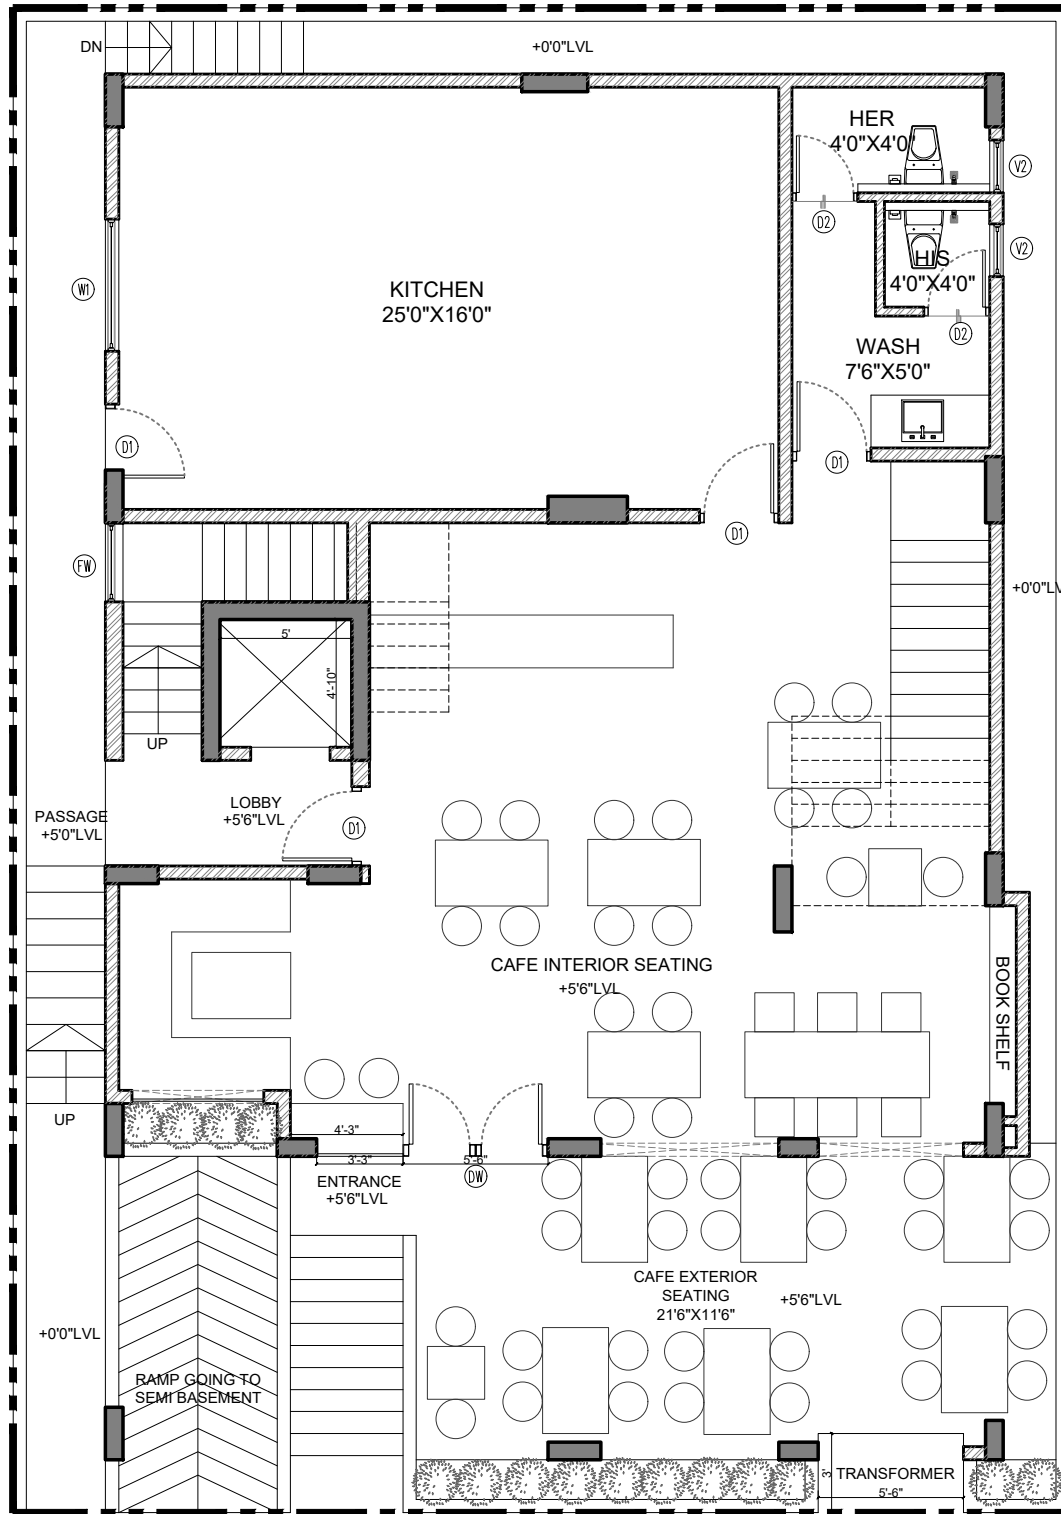 DN
+0'0"LVL
HER
4'0"X4'0"
V2
D2
HIS
4'0"X4'0"
V2
D2
KITCHEN
25'0"X16'0"
W1
WASH
7'6"X5'0"
D1
D1
D1
FW
+0'0"LV
5'
4'-10"
UP
LOBBY
+5'6"LVL
PASSAGE
+5'0"LVL
D1
CAFE INTERIOR SEATING
+5'6"LVL
BOOK SHELF
UP
4'-3"
3'-3"
5'-6"
DW
ENTRANCE
+5'6"LVL
CAFE EXTERIOR
SEATING
21'6"X11'6"
+5'6"LVL
+0'0"LVL
RAMP GOING TO
SEMI BASEMENT
3'
TRANSFORMER
5'-6"